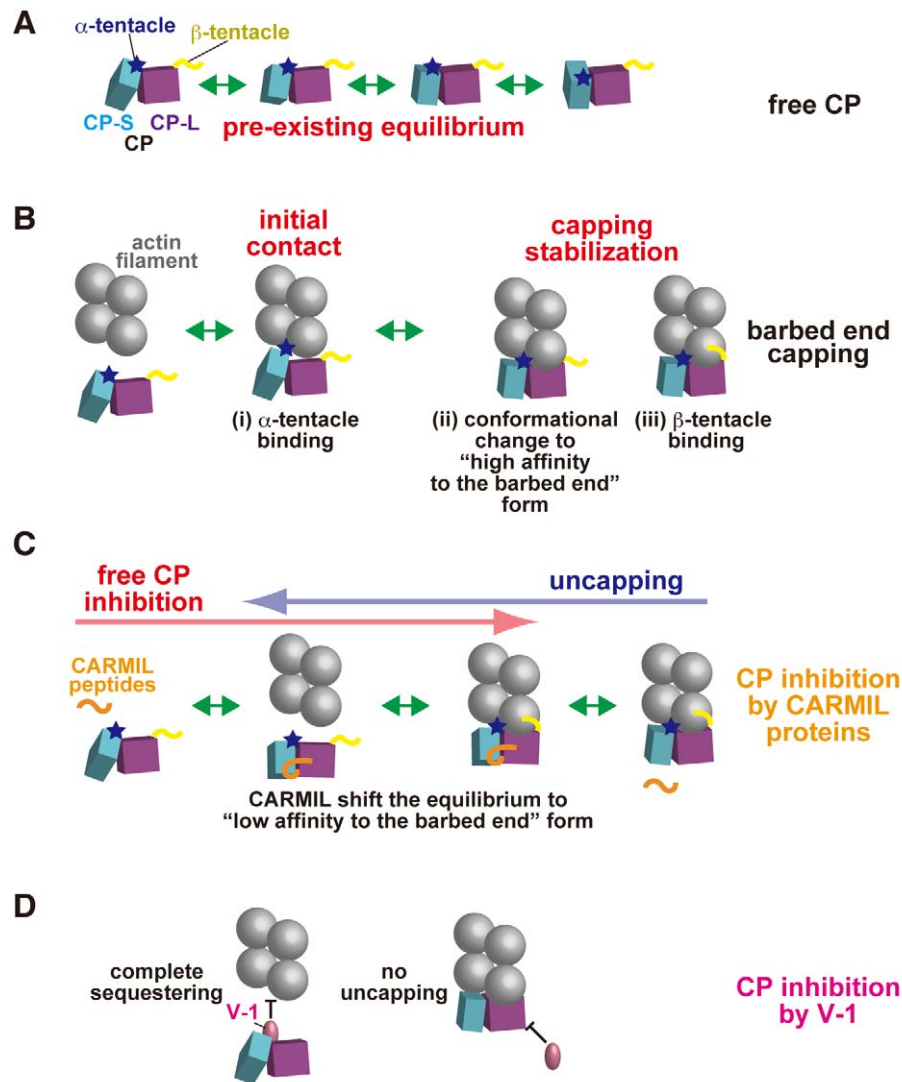 A
α-tentacle
β-tentacle
CP-S CP-L
CP
pre-existing equilibrium
free CP
B
actin
filament
initial
contact
capping
stabilization
barbed end
capping
(i) α-tentacle
binding
(ii) conformational
change to
“high affinity
to the barbed end”
form
(iii) β-tentacle
binding
C
free CP
inhibition
uncapping
CARMIL
peptides
CP inhibition
by CARMIL
proteins
CARMIL shift the equilibrium to
“low affinity to the barbed end” form
D
complete
sequestering
V-1
no
uncapping
CP inhibition
by V-1